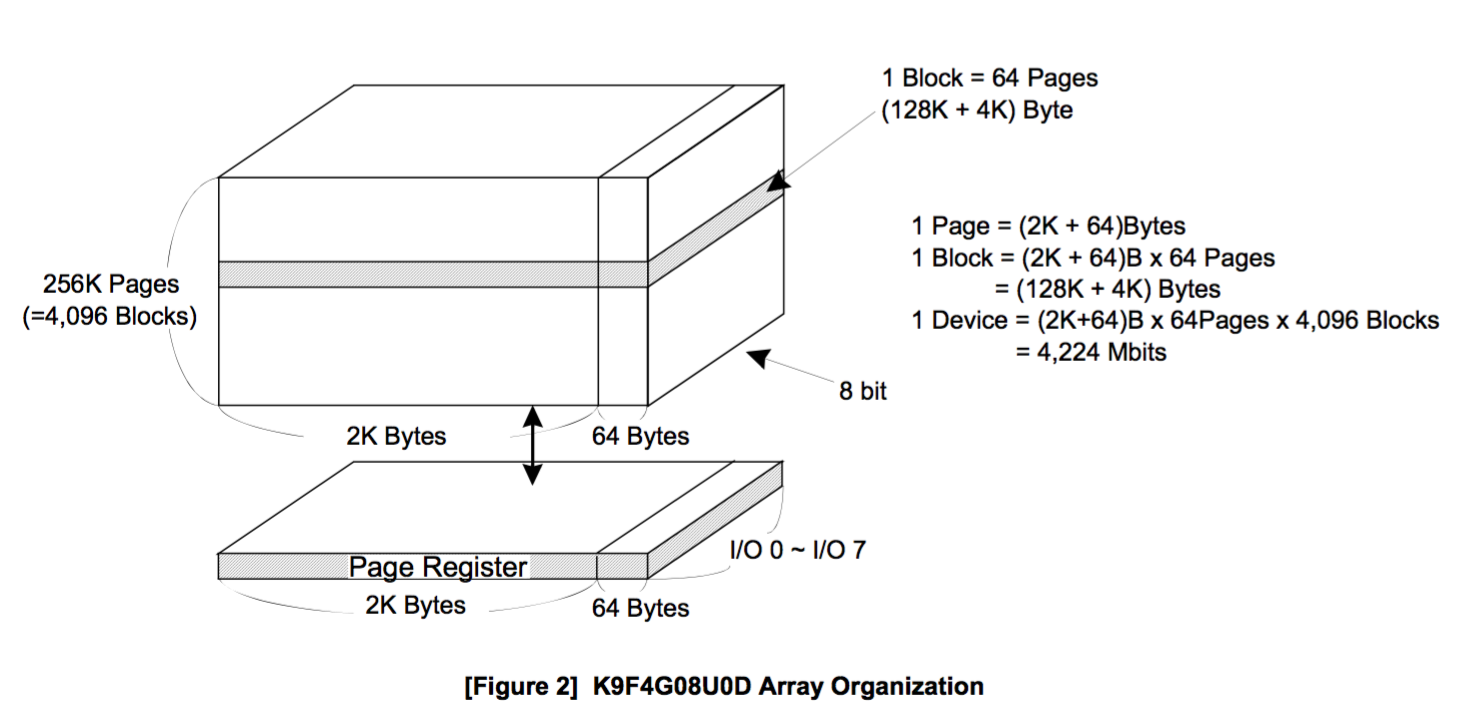 1 Block = 64 Pages
(128K + 4K) Byte
1 Page = (2K + 64)Bytes
1 Block = (2K + 64)B x 64 Pages
= (128K + 4K) Bytes
1 Device = (2K+64)B x 64Pages x 4,096 Blocks
= 4,224 Mbits
256K Pages
(=4,096 Blocks)
8 bit
2K Bytes
64 Bytes
I/O 0 ~ I/O 7
Page Register
2K Bytes
64 Bytes
[Figure 2] K9F4G08U0D Array Organization